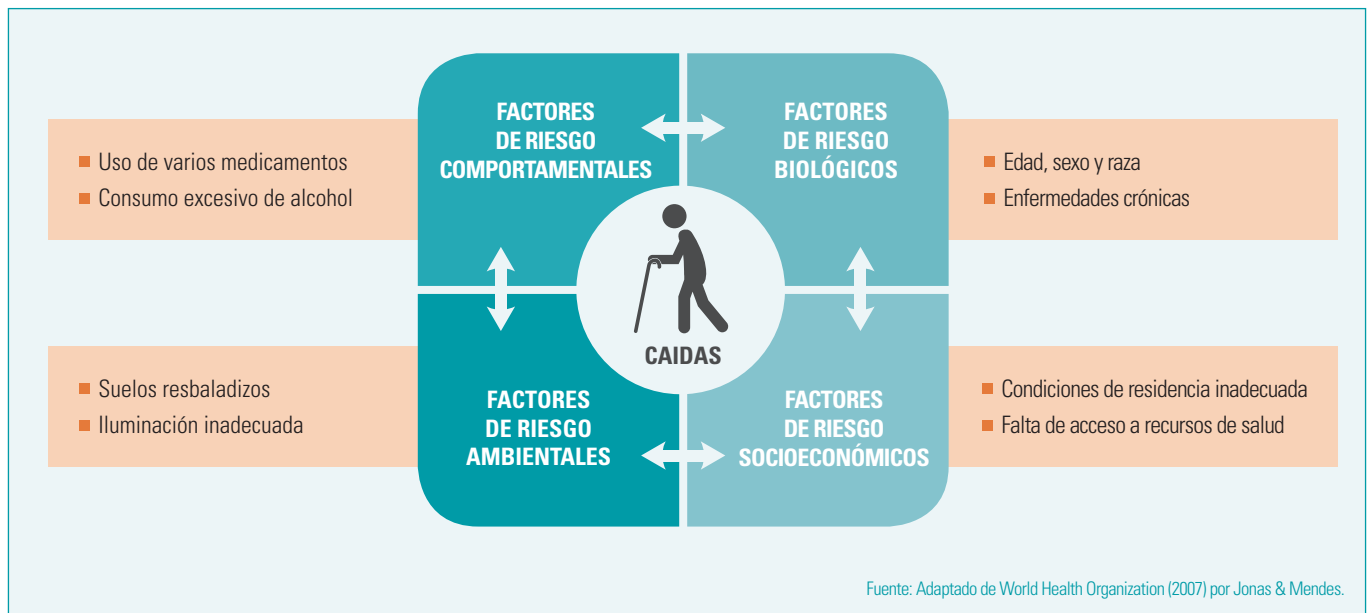 FACTORES
DE RIESGO
COMPORTAMENTALES
■ Uso de varios medicamentos
■ Consumo excesivo de alcohol
FACTORES
DE RIESGO
BIOLÓGICOS
■ Edad, sexo y raza
■ Enfermedades crónicas
CAIDAS
FACTORES
DE RIESGO
AMBIENTALES
■ Suelos resbaladizos
■ Iluminación inadecuada
FACTORES
DE RIESGO
SOCIOECONÓMICOS
■ Condiciones de residencia inadecuada
■ Falta de acceso a recursos de salud
Fuente: Adaptado de World Health Organization (2007) por Jonas & Mendes.